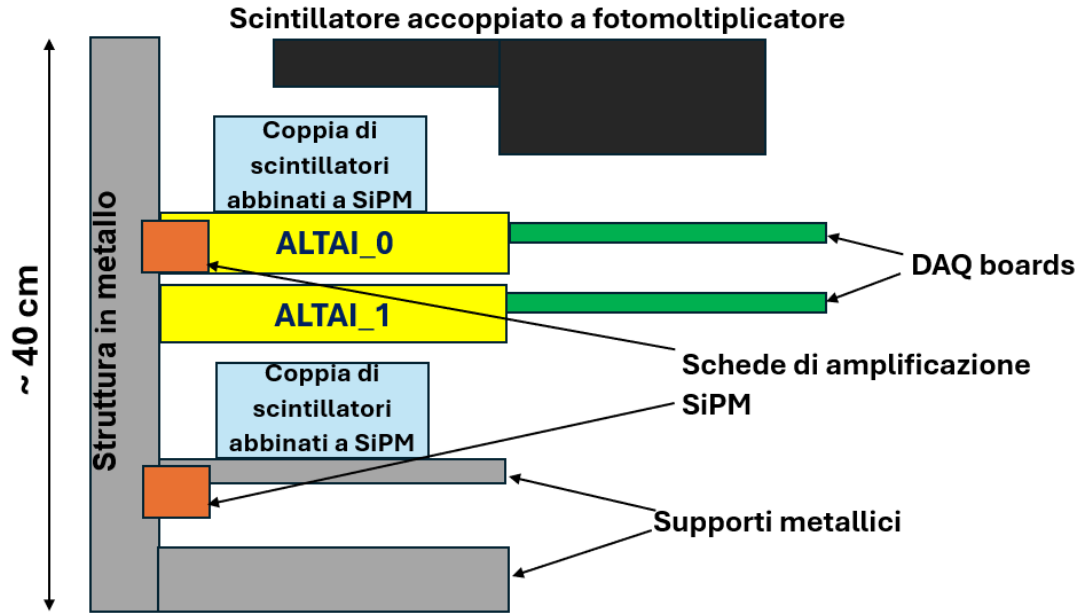 Scintillatore accoppiato a fotomoltiplicatore
Coppia di
scintillatori
abbinati a SiPM
Struttura in metallo
~ 40 cm
ALTAI_0
DAQ boards
ALTAI_1
Schede di amplificazione
SiPM
Coppia di
scintillatori
abbinati a SiPM
Supporti metallici